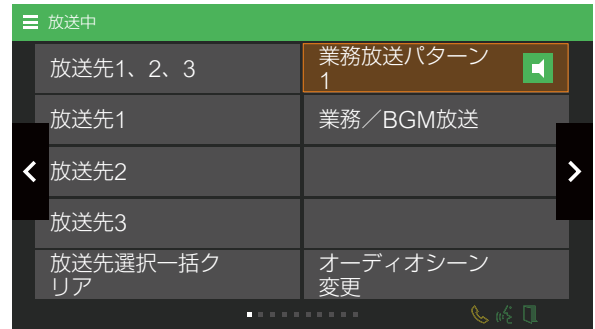 放送中
放送先1、2、3
業務放送パターン
1
放送先1
業務／BGM放送
放送先2
放送先3
放送先選択一括ク
リア
オーディオシーン
変更